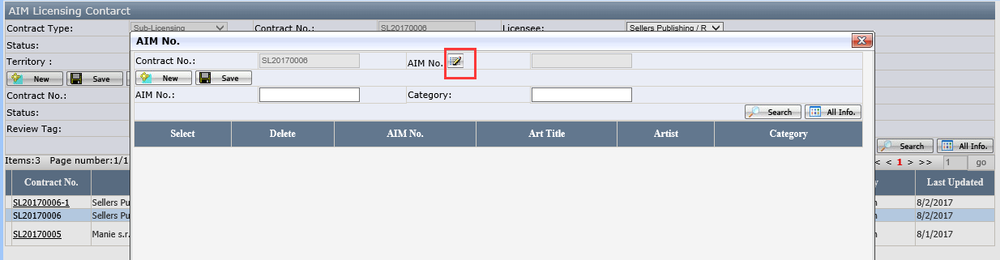 AIM Licensing Contarct
Contract Type: Sub-Licensing Contract No.: SL20170006 Licensee: Sellers Publishing / R
Status:
Territory :
New Save
Contract No.:
Status:
Review Tag:
Search All Info.
Items:3 Page number:1/1 < < 1 > >> 1 go
Contract No. Last Updated
SL20170006-1 Sellers Pu 8/2/2017
SL20170006 Sellers Pu 8/2/2017
SL20170005 Manie s.r. 8/1/2017
AIM No.
Contract No.: SL20170006 AIM No.
New Save
AIM No.: Category:
Search All Info.
Select Delete AIM No. Art Title Artist Category